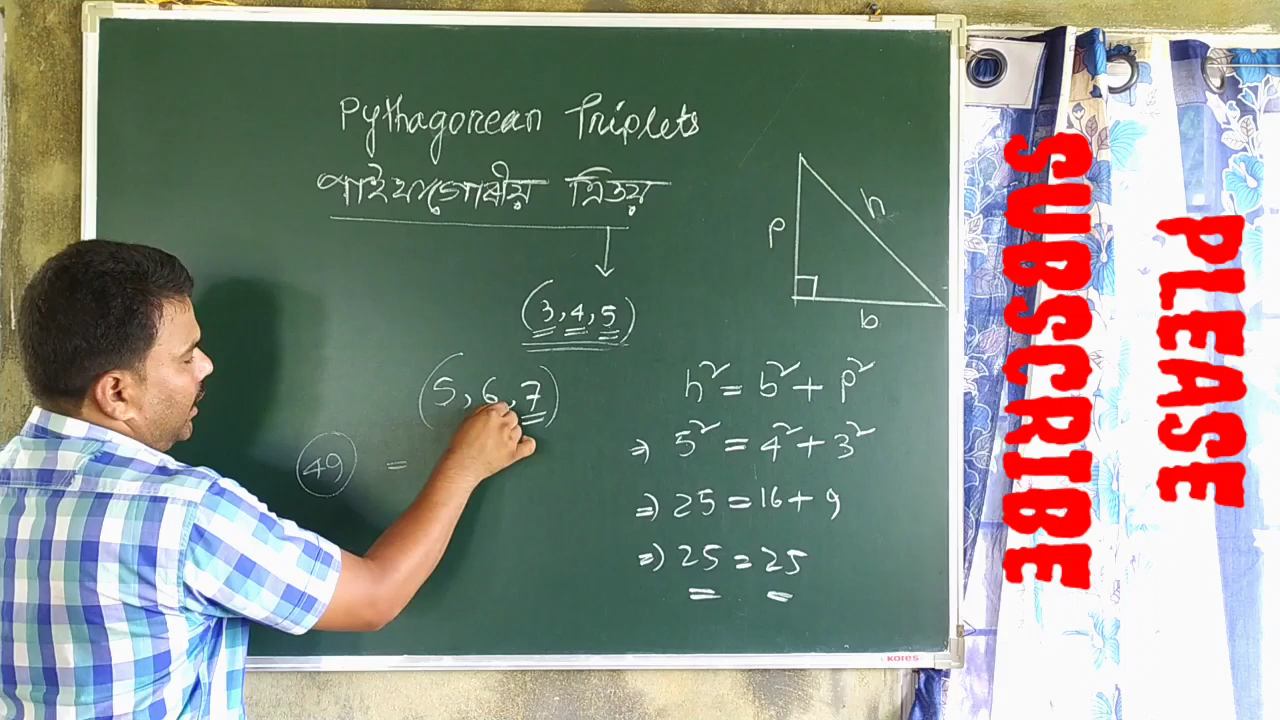 Pythagorean Triplets
পাইথাগোৰীয় ত্ৰিতয়
(3, 4, 5)
(5, 6, 7)
49 =
p
h
b
h² = b² + p²
⇒ 5² = 4² + 3²
⇒ 25 = 16 + 9
⇒ 25 = 25
KORES
PLEASE
SUBSCRIBE